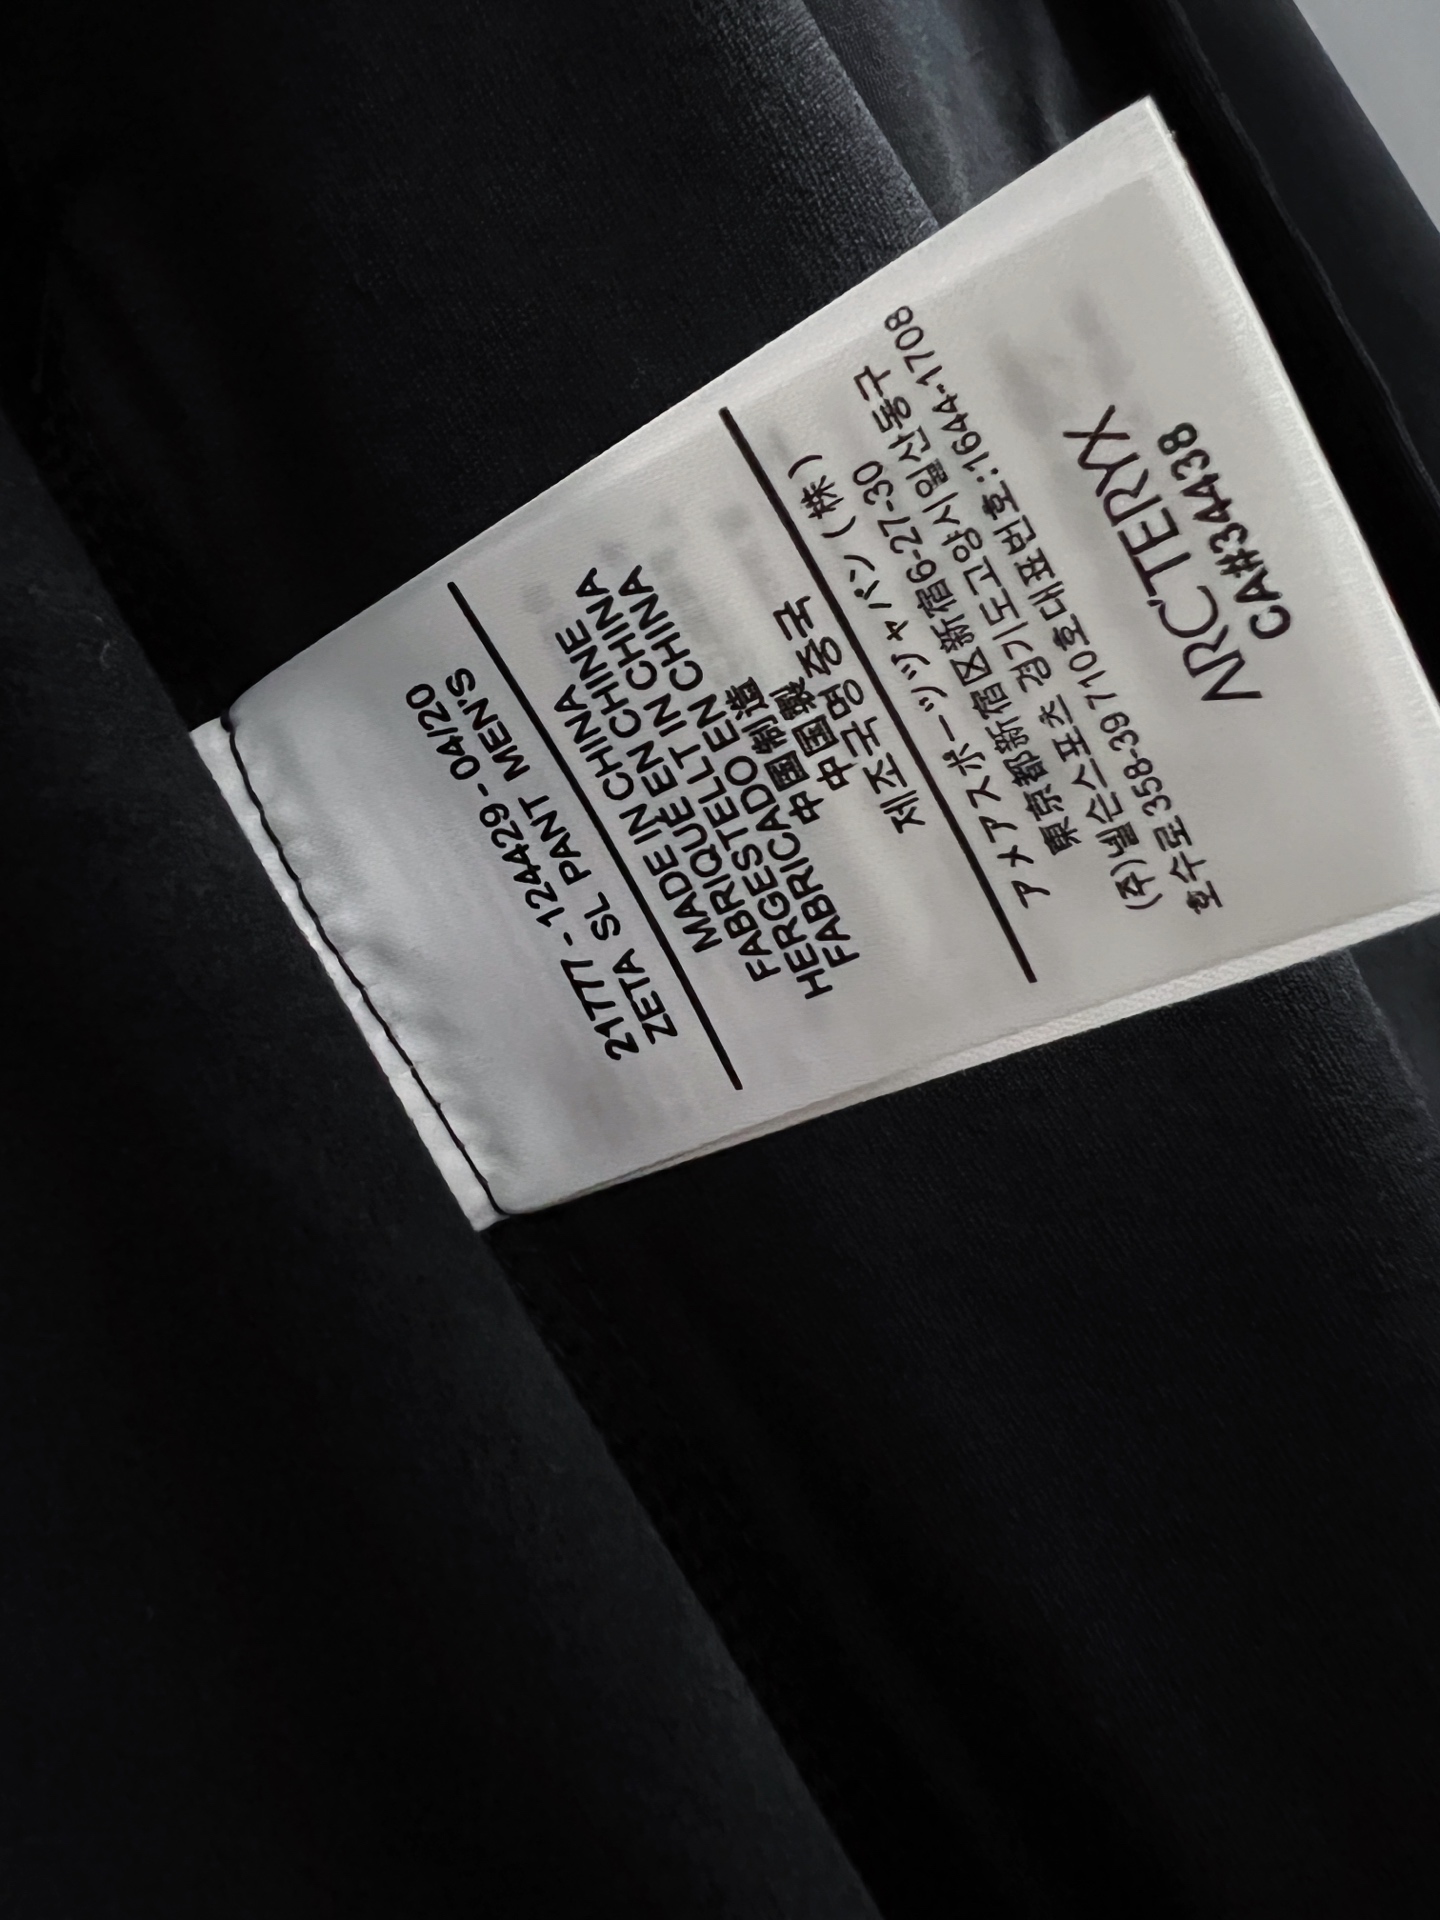 21777 - 124429 - 04/20
ZETA SL PANT MEN'S
MADE IN CHINA
FABRIQUÉ EN CHINE
HERGESTELLT IN CHINA
FABRICADO EN CHINA
中国制造
中国製
제조국명 중국
アメアスポーツジャパン（株）
東京都新宿区新宿6-27-30
(주)넬슨스포츠 경기도고양시일산동구
호수로358-39 710호대표번호:1644-1708
ARC'TERYX
CA#34438